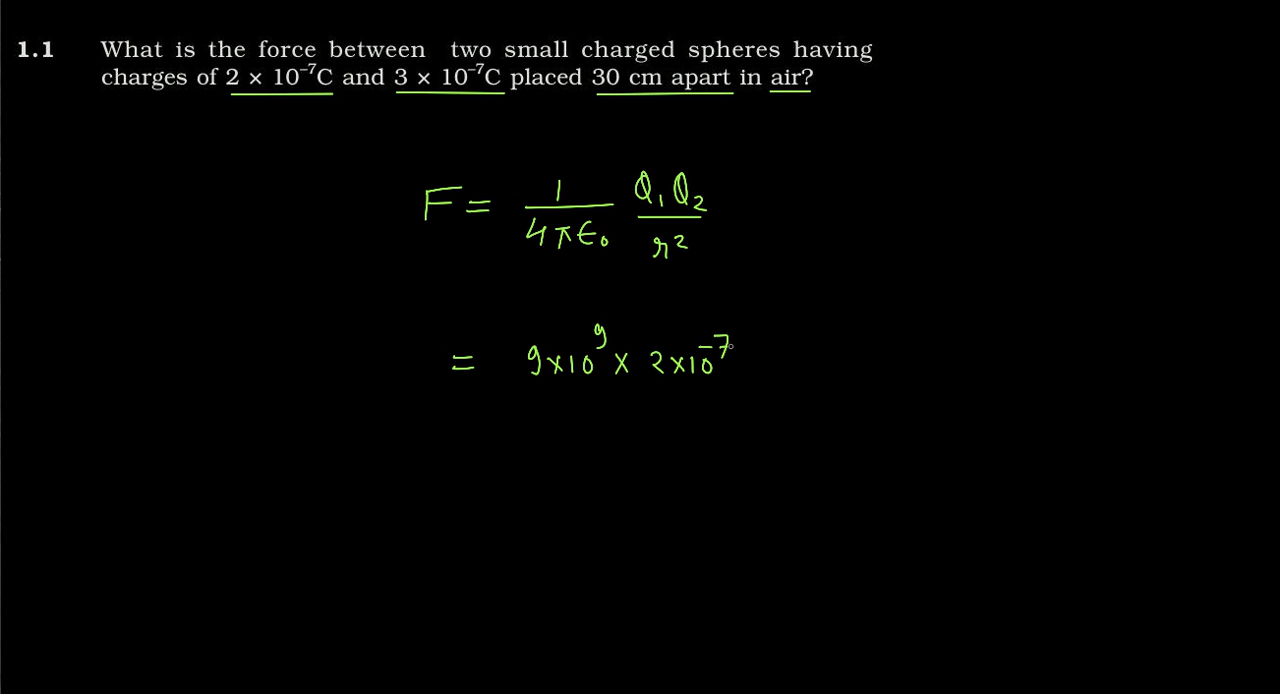 1.1 What is the force between two small charged spheres having
charges of 2 × 10⁻⁷C and 3 × 10⁻⁷C placed 30 cm apart in air?
F = 1/4πϵ₀ Q₁Q₂/r²
= 9×10⁹ × 2×10⁻⁷